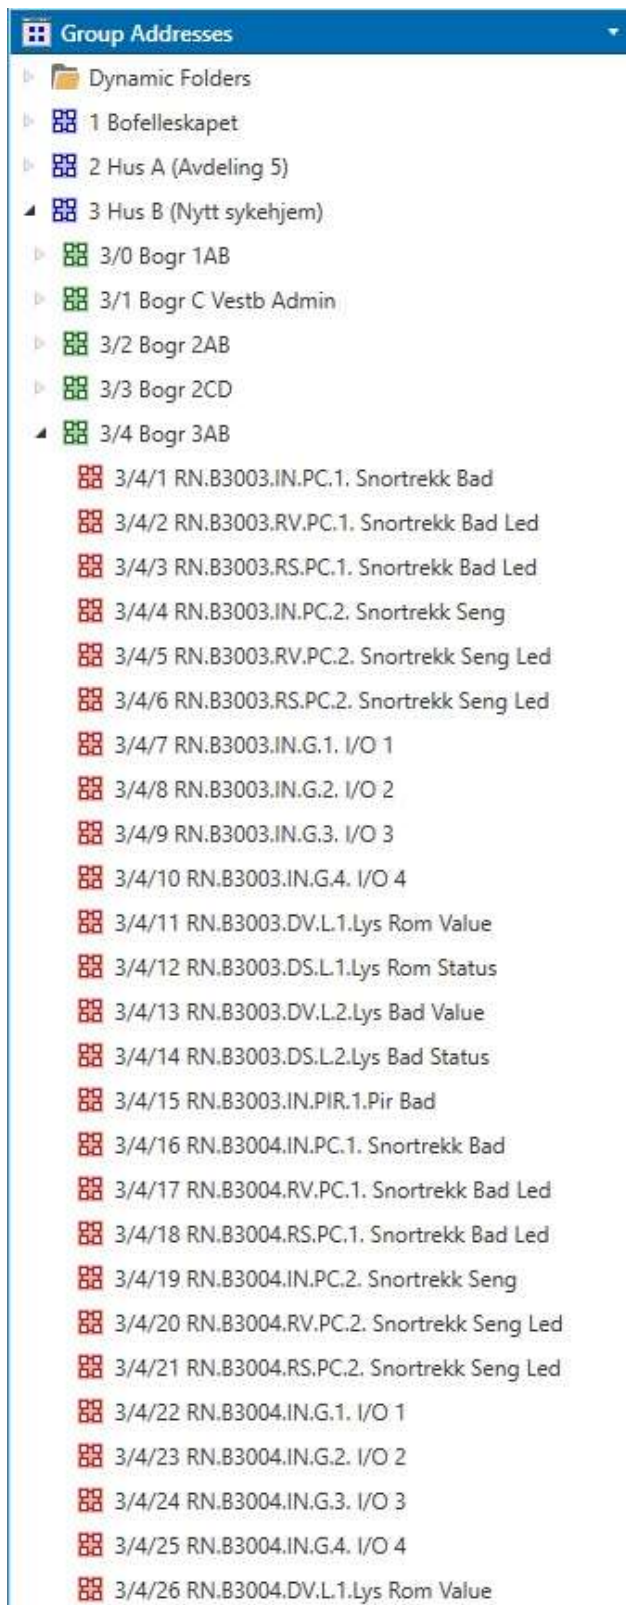 Group Addresses
Dynamic Folders
1 Bofelleskapet
2 Hus A (Avdeling 5)
3 Hus B (Nytt sykehjem)
3/0 Bogr 1AB
3/1 Bogr C Vestb Admin
3/2 Bogr 2AB
3/3 Bogr 2CD
3/4 Bogr 3AB
3/4/1 RN.B3003.IN.PC.1. Snortrekk Bad
3/4/2 RN.B3003.RV.PC.1. Snortrekk Bad Led
3/4/3 RN.B3003.RS.PC.1. Snortrekk Bad Led
3/4/4 RN.B3003.IN.PC.2. Snortrekk Seng
3/4/5 RN.B3003.RV.PC.2. Snortrekk Seng Led
3/4/6 RN.B3003.RS.PC.2. Snortrekk Seng Led
3/4/7 RN.B3003.IN.G.1. I/O 1
3/4/8 RN.B3003.IN.G.2. I/O 2
3/4/9 RN.B3003.IN.G.3. I/O 3
3/4/10 RN.B3003.IN.G.4. I/O 4
3/4/11 RN.B3003.DV.L.1.Lys Rom Value
3/4/12 RN.B3003.DS.L.1.Lys Rom Status
3/4/13 RN.B3003.DV.L.2.Lys Bad Value
3/4/14 RN.B3003.DS.L.2.Lys Bad Status
3/4/15 RN.B3003.IN.PIR.1.Pir Bad
3/4/16 RN.B3004.IN.PC.1. Snortrekk Bad
3/4/17 RN.B3004.RV.PC.1. Snortrekk Bad Led
3/4/18 RN.B3004.RS.PC.1. Snortrekk Bad Led
3/4/19 RN.B3004.IN.PC.2. Snortrekk Seng
3/4/20 RN.B3004.RV.PC.2. Snortrekk Seng Led
3/4/21 RN.B3004.RS.PC.2. Snortrekk Seng Led
3/4/22 RN.B3004.IN.G.1. I/O 1
3/4/23 RN.B3004.IN.G.2. I/O 2
3/4/24 RN.B3004.IN.G.3. I/O 3
3/4/25 RN.B3004.IN.G.4. I/O 4
3/4/26 RN.B3004.DV.L.1.Lys Rom Value